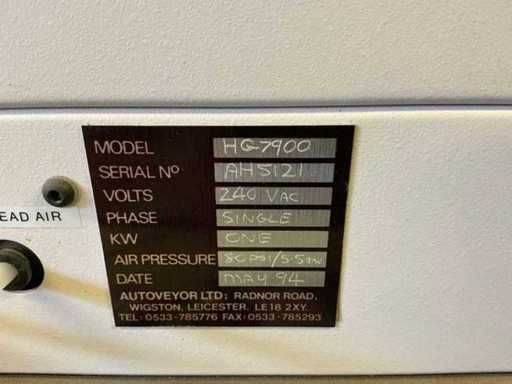 MODEL HG7900
SERIAL Nº AH5121
VOLTS 240 VAC
PHASE SINGLE
KW ONE
AIR PRESSURE 80 PSI/5.5
DATE MAY 94
AUTOVEYOR LTD; RADNOR ROAD,
WIGSTON, LEICESTER. LE18 2XY.
TEL: 0533-785776 FAX: 0533-785293
EAD AIR